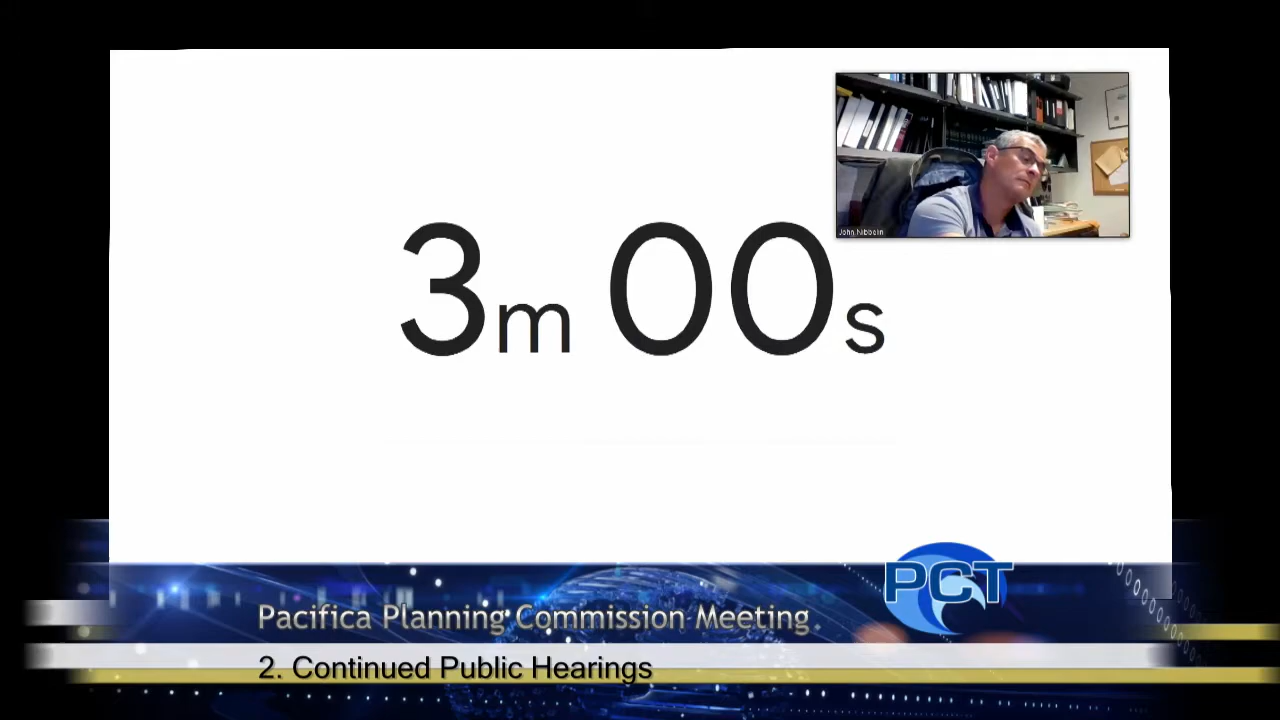 John Nibbelin
3m 00s
PCT
Pacifica Planning Commission Meeting
2. Continued Public Hearings